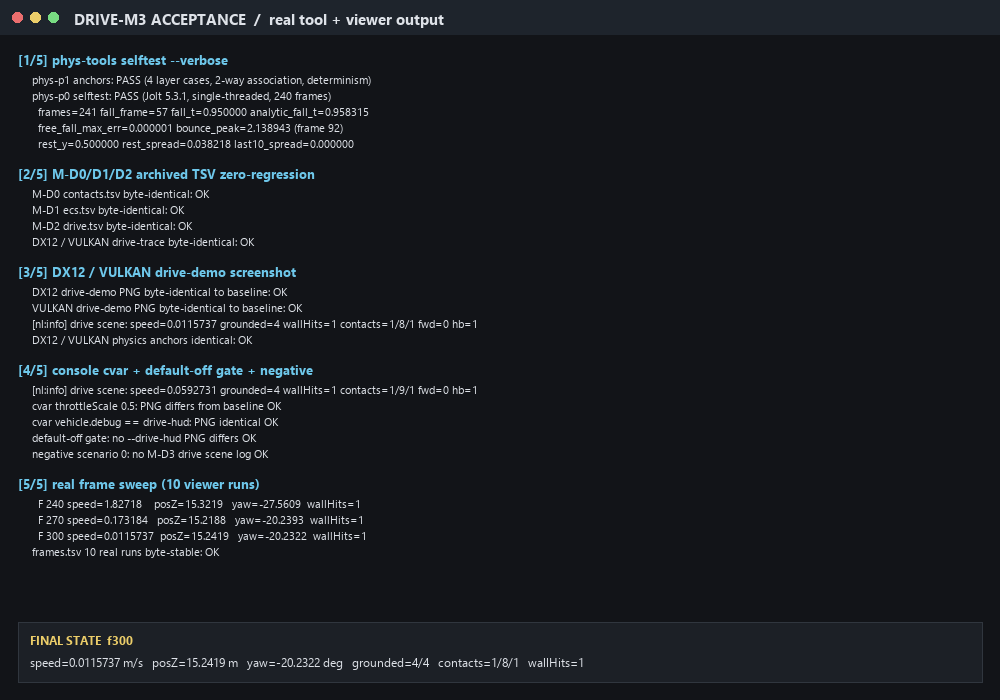 DRIVE-M3 ACCEPTANCE / real tool + viewer output
[1/5] phys-tools selftest --verbose
phys-p1 anchors: PASS (4 layer cases, 2-way association, determinism)
phys-p0 selftest: PASS (Jolt 5.3.1, single-threaded, 240 frames)
frames=241 fall_frame=57 fall_t=0.950000 analytic_fall_t=0.958315
free_fall_max_err=0.000001 bounce_peak=2.138943 (frame 92)
rest_y=0.500000 rest_spread=0.038218 last10_spread=0.000000
[2/5] M-D0/D1/D2 archived TSV zero-regression
M-D0 contacts.tsv byte-identical: OK
M-D1 ecs.tsv byte-identical: OK
M-D2 drive.tsv byte-identical: OK
DX12 / VULKAN drive-trace byte-identical: OK
[3/5] DX12 / VULKAN drive-demo screenshot
DX12 drive-demo PNG byte-identical to baseline: OK
VULKAN drive-demo PNG byte-identical to baseline: OK
[nl:info] drive scene: speed=0.0115737 grounded=4 wallHits=1 contacts=1/8/1 fwd=0 hb=1
DX12 / VULKAN physics anchors identical: OK
[4/5] console cvar + default-off gate + negative
[nl:info] drive scene: speed=0.0592731 grounded=4 wallHits=1 contacts=1/9/1 fwd=0 hb=1
cvar throttleScale 0.5: PNG differs from baseline OK
cvar vehicle.debug == drive-hud: PNG identical OK
default-off gate: no --drive-hud PNG differs OK
negative scenario 0: no M-D3 drive scene log OK
[5/5] real frame sweep (10 viewer runs)
F 240 speed=1.82718 posZ=15.3219 yaw=-27.5609 wallHits=1
F 270 speed=0.173184 posZ=15.2188 yaw=-20.2393 wallHits=1
F 300 speed=0.0115737 posZ=15.2419 yaw=-20.2322 wallHits=1
frames.tsv 10 real runs byte-stable: OK
FINAL STATE f300
speed=0.0115737 m/s posZ=15.2419 m yaw=-20.2322 deg grounded=4/4 contacts=1/8/1 wallHits=1